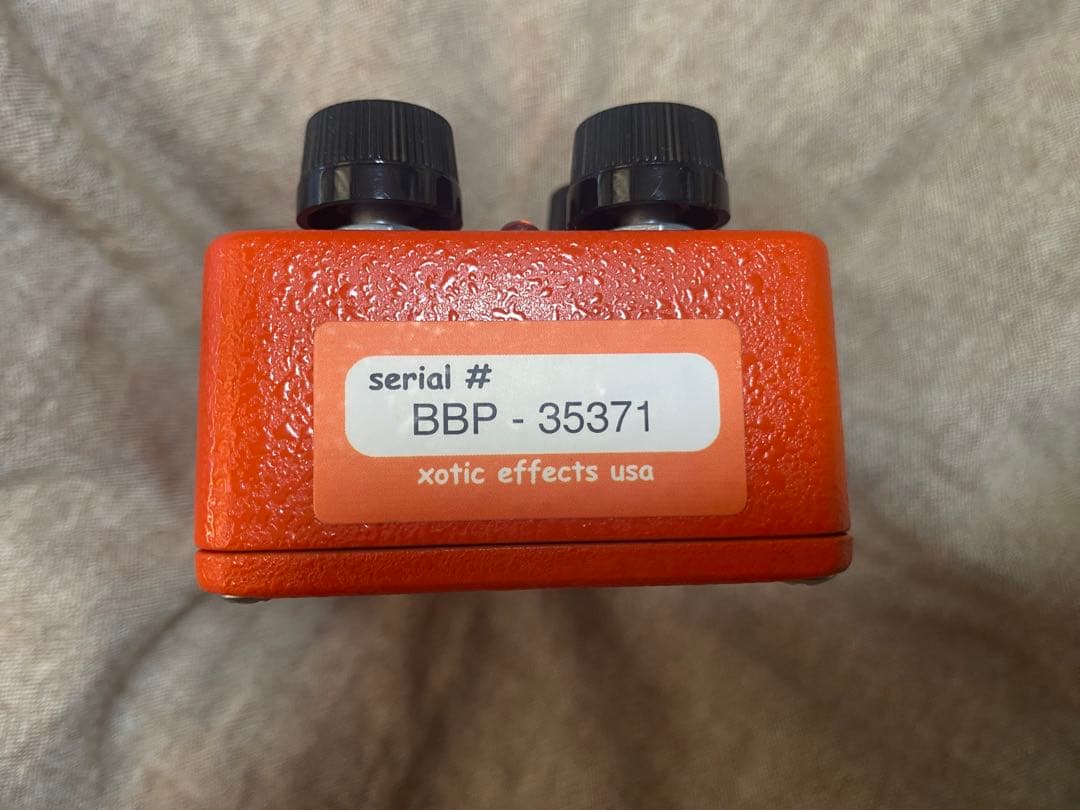 serial #
BBP - 35371
xotic effects usa